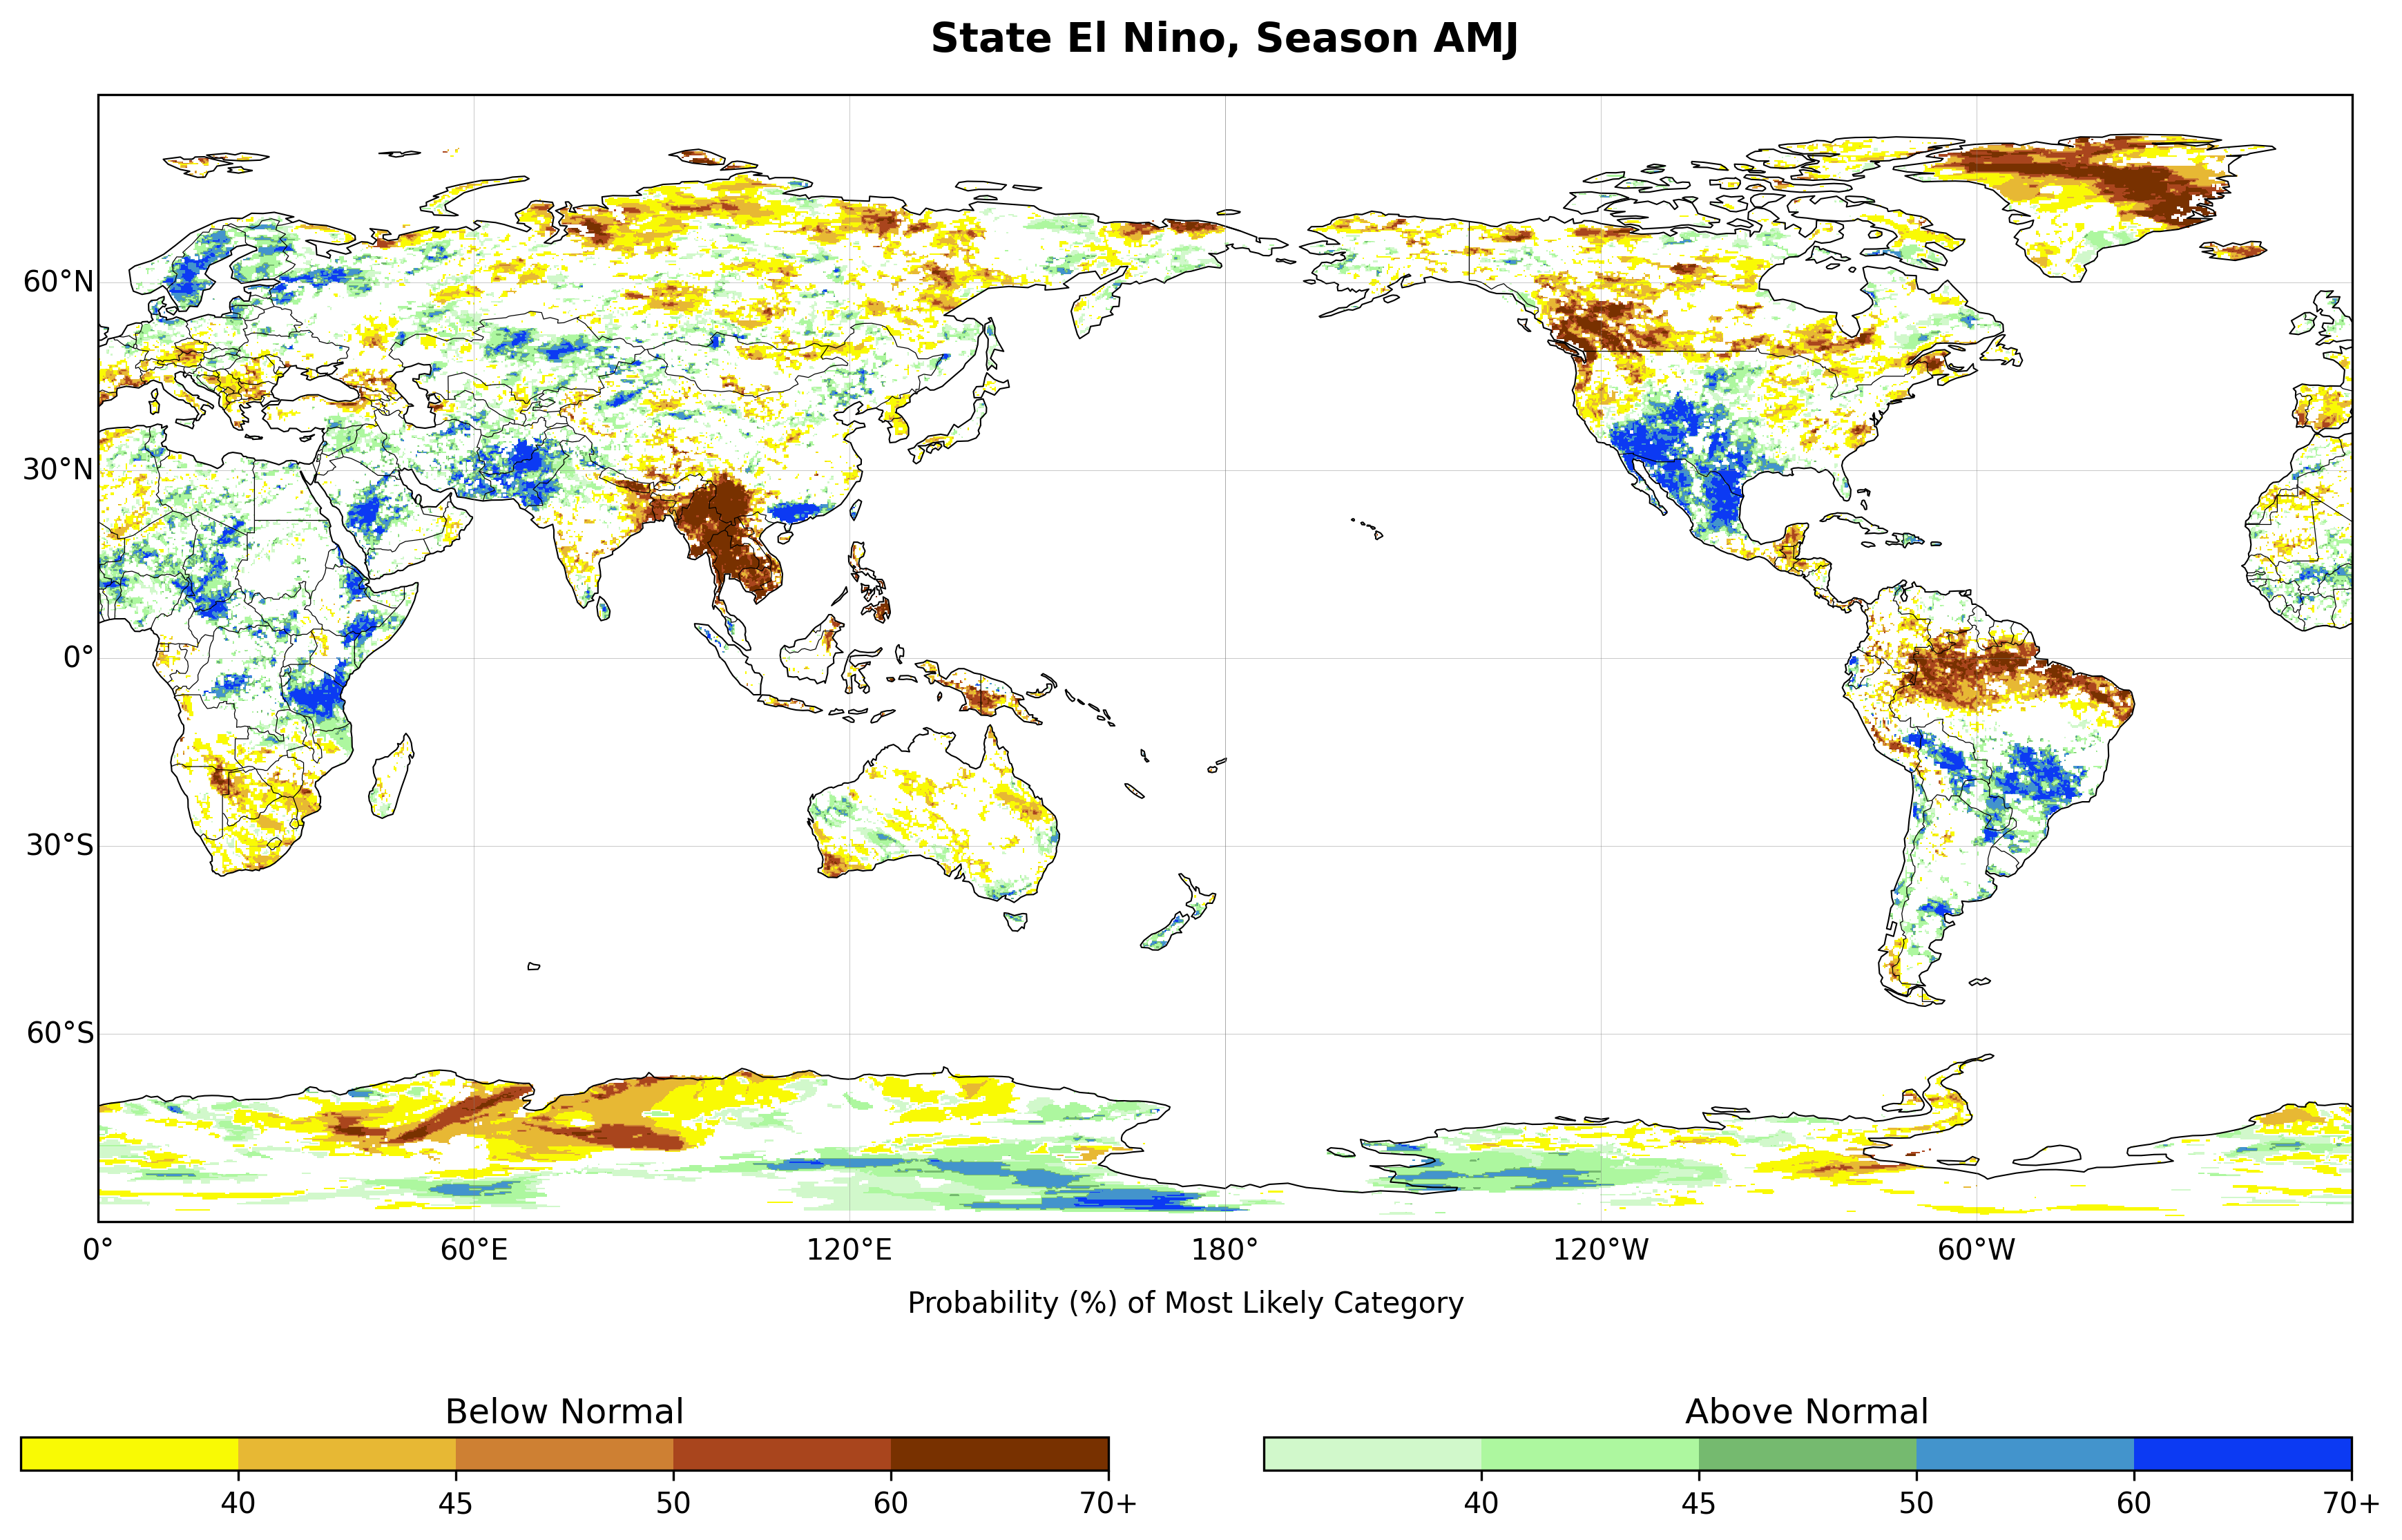 State El Nino, Season AMJ
60°N
30°N
0°
30°S
60°S
0° 60°E 120°E 180° 120°W 60°W
Probability (%) of Most Likely Category
Below Normal Above Normal
40 45 50 60 70+ 40 45 50 60 70+